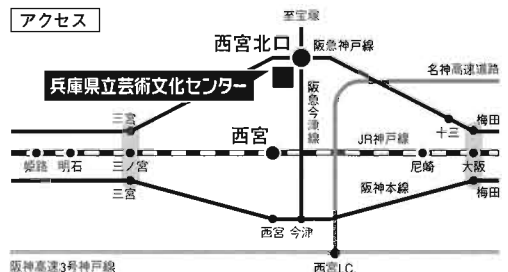 アクセス
至宝塚
西宮北口
阪急神戸線
兵庫県立芸術文化センター
名神高速道路
阪急今津線
三宮
西宮
JR神戸線
十三
梅田
姫路
明石
三ノ宮
尼崎
大阪
三宮
阪神本線
梅田
西宮
今津
阪神高速3号神戸線
西宮I.C.